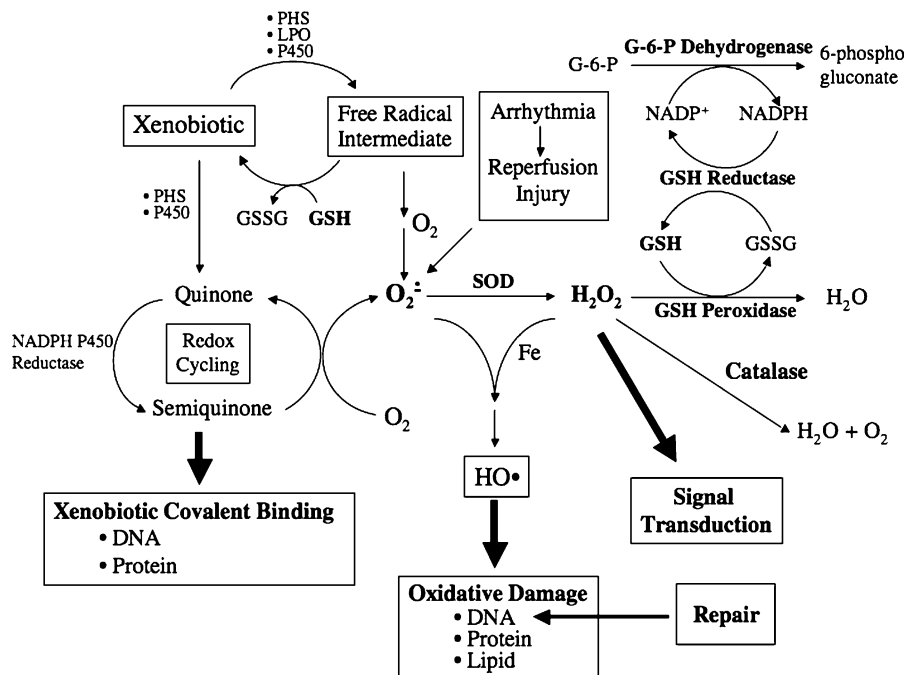 • PHS
• LPO
• P450
Xenobiotic
Free Radical
Intermediate
GSSG
GSH
• PHS
• P450
Arrhythmia
Reperfusion
Injury
G-6-P
G-6-P Dehydrogenase
6-phospho
gluconate
NADP+
NADPH
GSH Reductase
GSH
GSSG
GSH Peroxidase
O2
O2•-
SOD
H2O2
H2O
Quinone
NADPH P450
Reductase
Redox
Cycling
Semiquinone
O2
Fe
Catalase
H2O + O2
HO•
Xenobiotic Covalent Binding
• DNA
• Protein
Signal
Transduction
Oxidative Damage
• DNA
• Protein
• Lipid
Repair